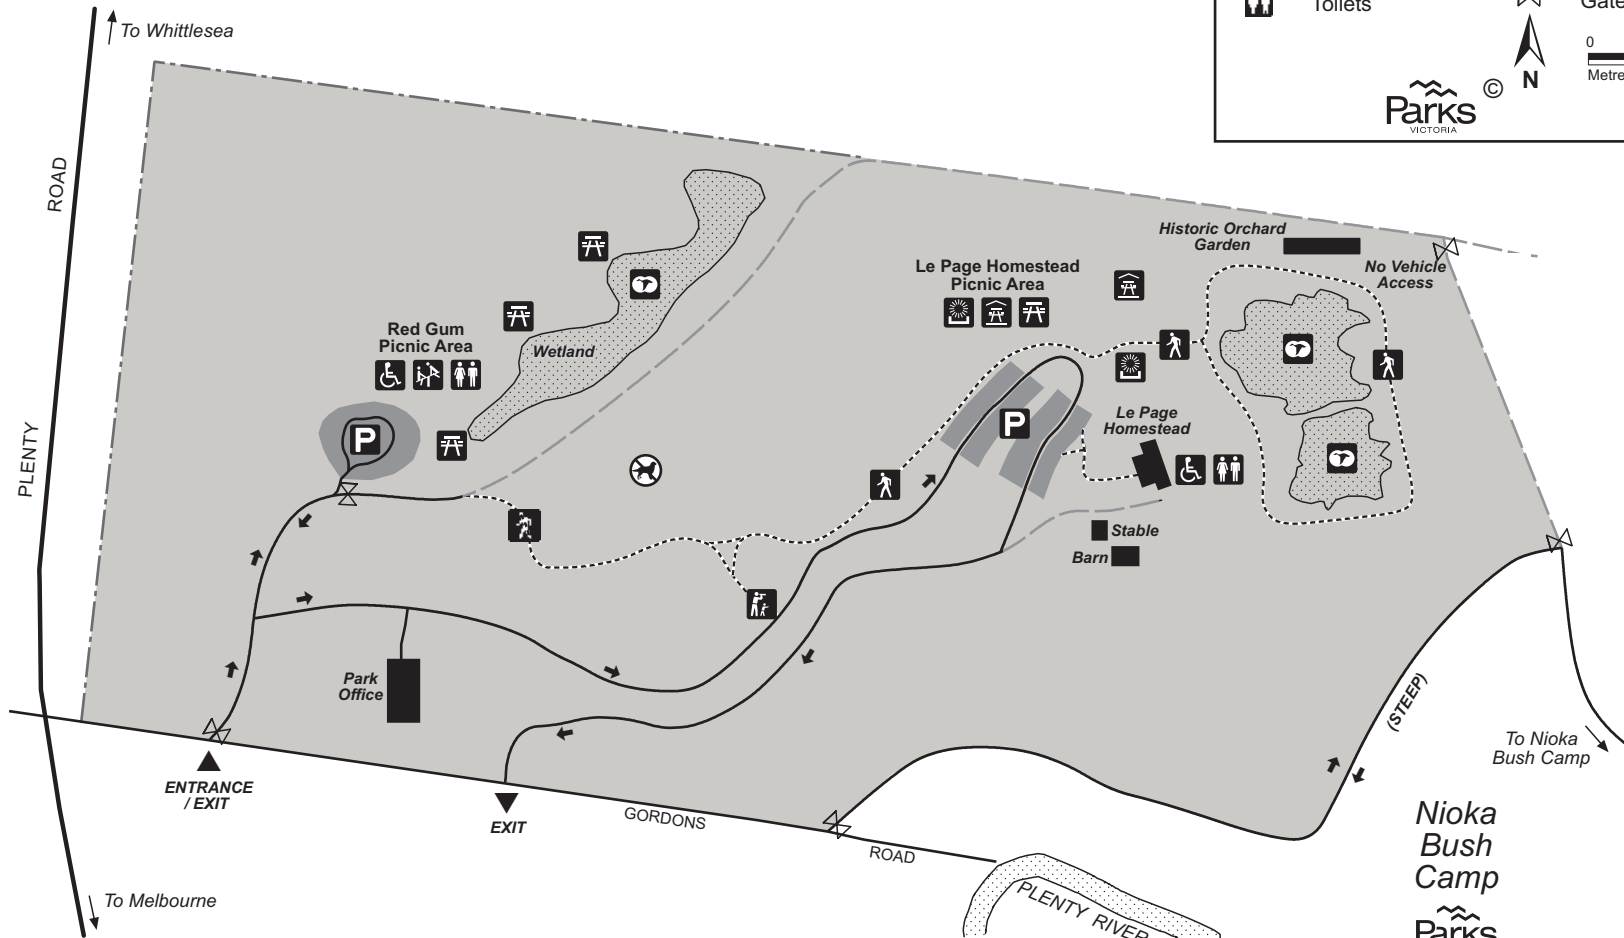 Toilets
Gate
0
Metre
N
©
Parks
VICTORIA
To Whittlesea
ROAD
PLENTY
Historic Orchard
Garden
No Vehicle
Access
Le Page Homestead
Picnic Area
Red Gum
Picnic Area
Wetland
P
P
Le Page
Homestead
Stable
Barn
Park
Office
(STEEP)
To Nioka
Bush Camp
ENTRANCE
/ EXIT
EXIT
GORDONS
ROAD
Nioka
Bush
Camp
PLENTY RIVER
To Melbourne
Parks